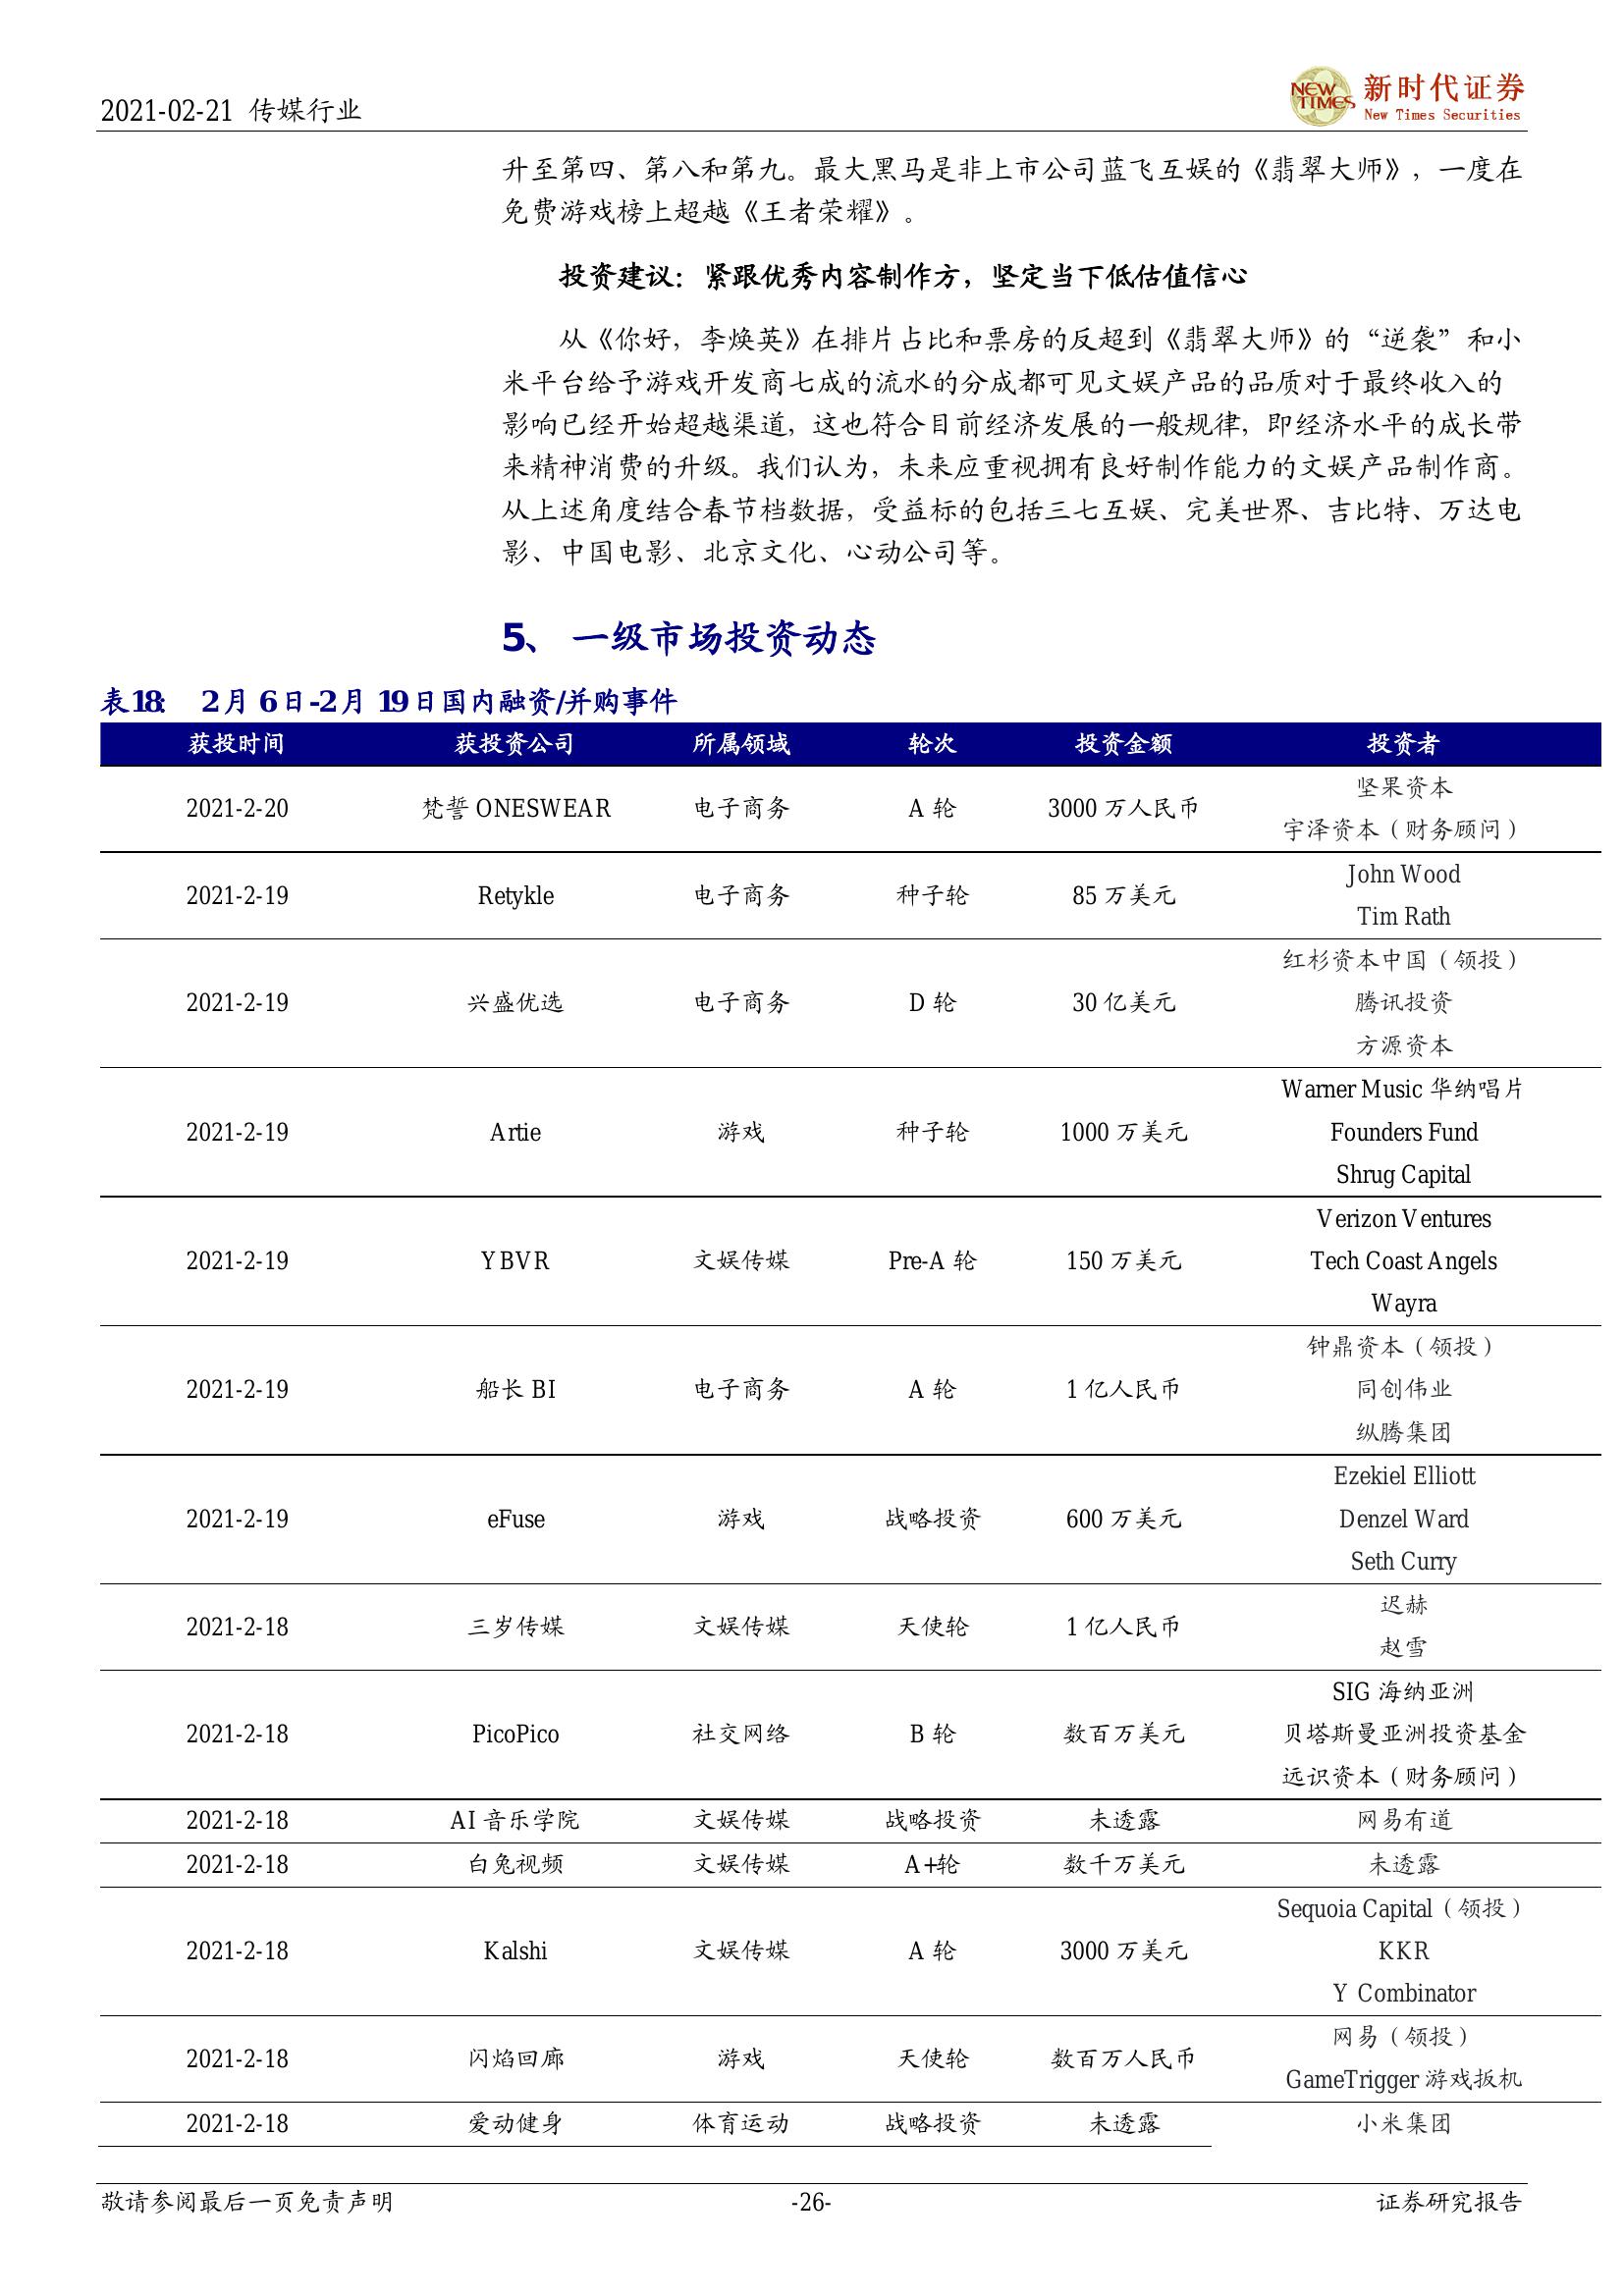 2021-02-21 传媒行业
NEW TIMES 新时代证券
New Times Securities
升至第四、第八和第九。最大黑马是非上市公司蓝飞互娱的《翡翠大师》，一度在
免费游戏榜上超越《王者荣耀》。
投资建议：紧跟优秀内容制作方，坚定当下低估值信心
从《你好，李焕英》在排片占比和票房的反超到《翡翠大师》的“逆袭”和小
米平台给予游戏开发商七成的流水的分成都可见文娱产品的品质对于最终收入的
影响已经开始超越渠道，这也符合目前经济发展的一般规律，即经济水平的成长带
来精神消费的升级。我们认为，未来应重视拥有良好制作能力的文娱产品制作商。
从上述角度结合春节档数据，受益标的包括三七互娱、完美世界、吉比特、万达电
影、中国电影、北京文化、心动公司等。
5、 一级市场投资动态
表18： 2月6日-2月19日国内融资/并购事件
获投时间 获投资公司 所属领域 轮次 投资金额 投资者
2021-2-20 梵誓 ONESWEAR 电子商务 A 轮 3000 万人民币 坚果资本
宇泽资本（财务顾问）
2021-2-19 Retykle 电子商务 种子轮 85 万美元 John Wood
Tim Rath
2021-2-19 兴盛优选 电子商务 D 轮 30 亿美元 红杉资本中国（领投）
腾讯投资
方源资本
2021-2-19 Artie 游戏 种子轮 1000 万美元 Warner Music 华纳唱片
Founders Fund
Shrug Capital
2021-2-19 YBVR 文娱传媒 Pre-A 轮 150 万美元 Verizon Ventures
Tech Coast Angels
Wayra
2021-2-19 船长 BI 电子商务 A 轮 1 亿人民币 钟鼎资本（领投）
同创伟业
纵腾集团
2021-2-19 eFuse 游戏 战略投资 600 万美元 Ezekiel Elliott
Denzel Ward
Seth Curry
2021-2-18 三岁传媒 文娱传媒 天使轮 1 亿人民币 迟赫
赵雪
2021-2-18 PicoPico 社交网络 B 轮 数百万美元 SIG 海纳亚洲
贝塔斯曼亚洲投资基金
远识资本（财务顾问）
2021-2-18 AI 音乐学院 文娱传媒 战略投资 未透露 网易有道
2021-2-18 白兔视频 文娱传媒 A+轮 数千万美元 未透露
2021-2-18 Kalshi 文娱传媒 A 轮 3000 万美元 Sequoia Capital（领投）
KKR
Y Combinator
2021-2-18 闪焰回廊 游戏 天使轮 数百万人民币 网易（领投）
GameTrigger 游戏扳机
2021-2-18 爱动健身 体育运动 战略投资 未透露 小米集团
敬请参阅最后一页免责声明 -26- 证券研究报告